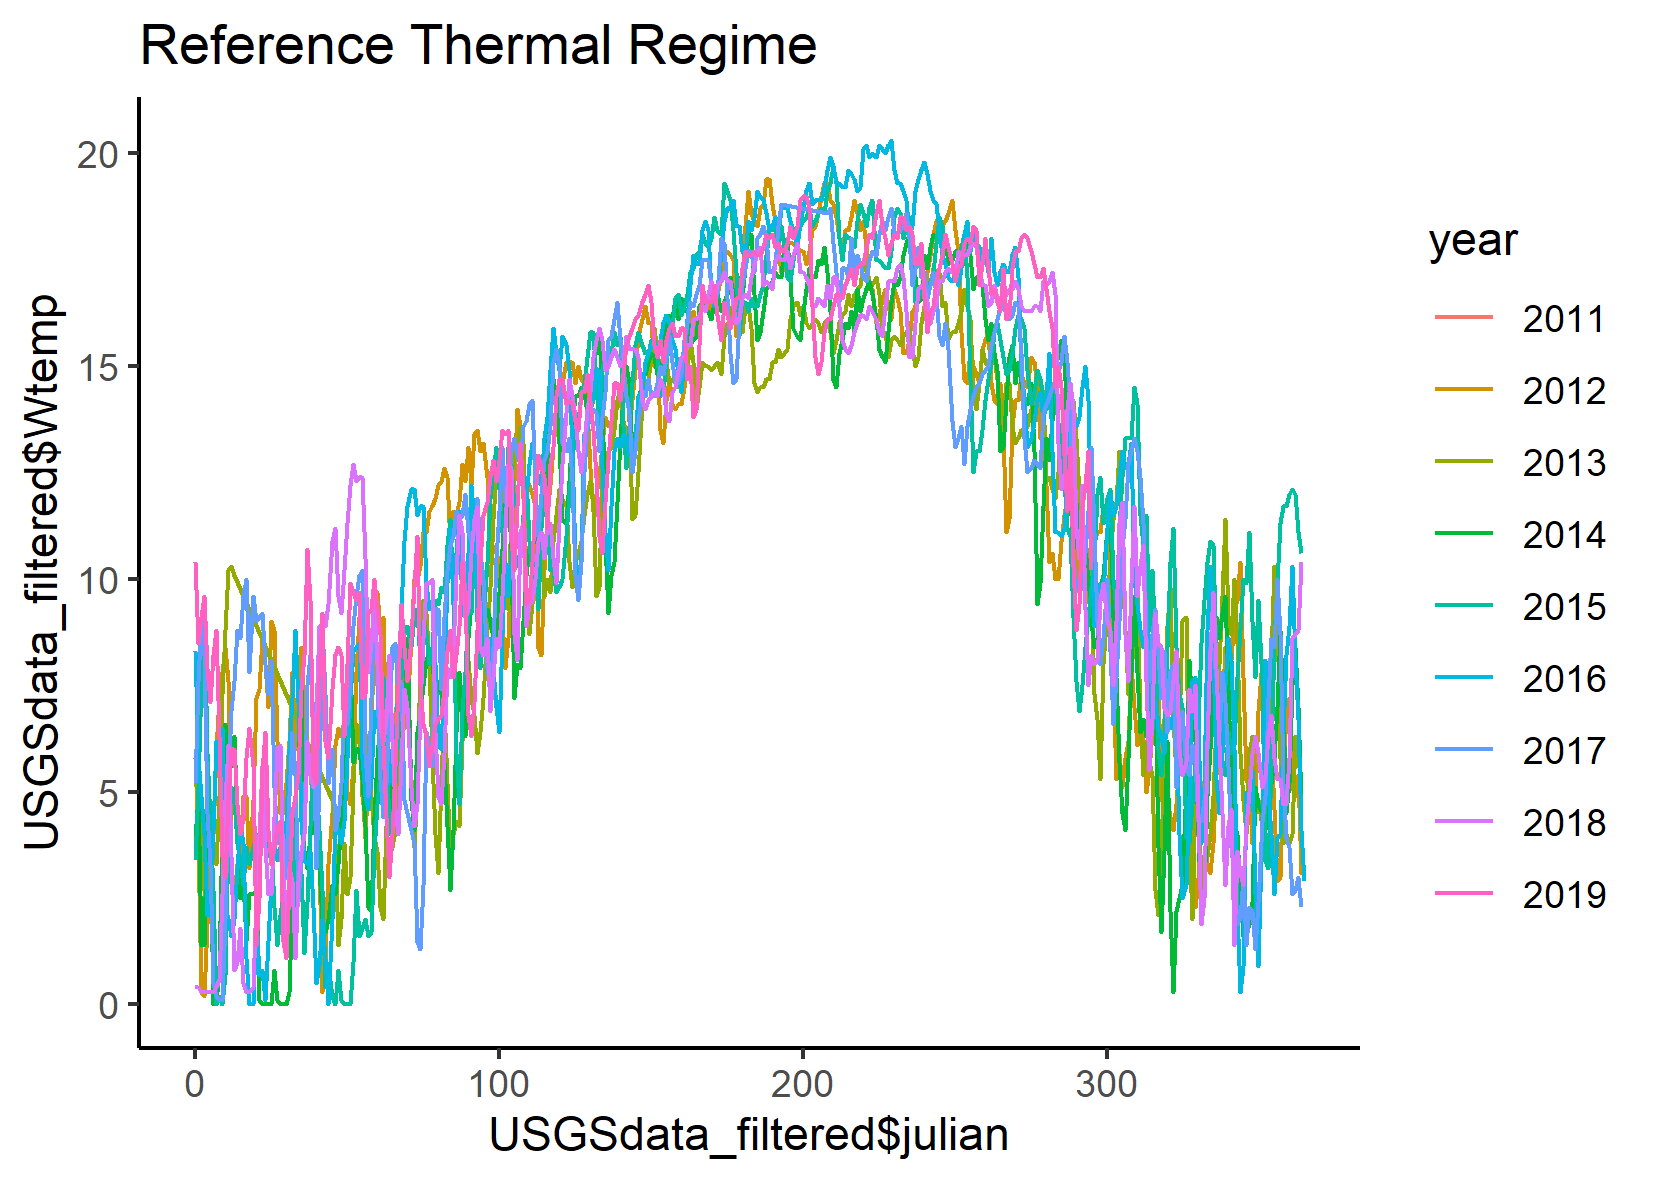 Reference Thermal Regime
USGSdata_filtered$Wtemp
20
15
10
5
0
0 100 200 300
USGSdata_filtered$julian
year
2011
2012
2013
2014
2015
2016
2017
2018
2019